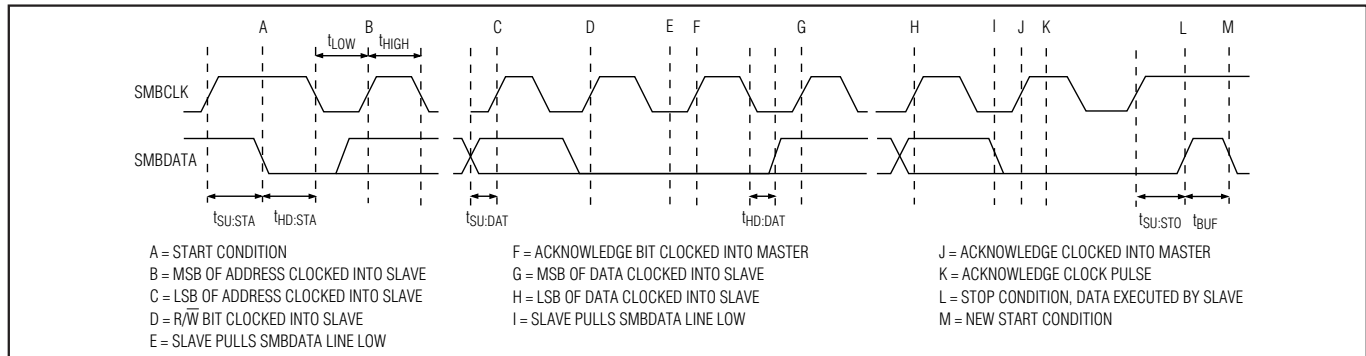 A B C D E F G H I J K L M
tLOW tHIGH
SMBCLK
SMBDATA
tSU:STA tHD:STA tSU:DAT tHD:DAT tSU:STO tBUF
A = START CONDITION
B = MSB OF ADDRESS CLOCKED INTO SLAVE
C = LSB OF ADDRESS CLOCKED INTO SLAVE
D = R/W̅ BIT CLOCKED INTO SLAVE
E = SLAVE PULLS SMBDATA LINE LOW
F = ACKNOWLEDGE BIT CLOCKED INTO MASTER
G = MSB OF DATA CLOCKED INTO SLAVE
H = LSB OF DATA CLOCKED INTO SLAVE
I = SLAVE PULLS SMBDATA LINE LOW
J = ACKNOWLEDGE CLOCKED INTO MASTER
K = ACKNOWLEDGE CLOCK PULSE
L = STOP CONDITION, DATA EXECUTED BY SLAVE
M = NEW START CONDITION